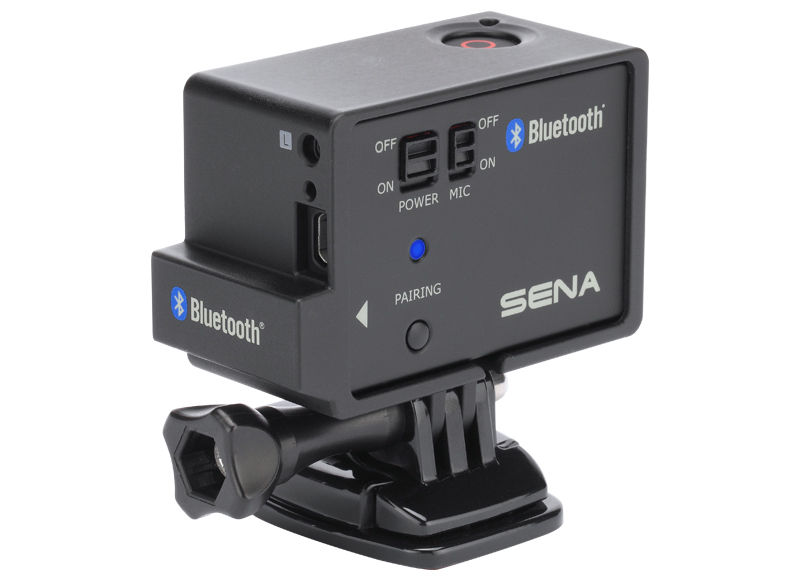 L
OFF
ON
POWER
OFF
ON
MIC
Bluetooth®
PAIRING
SENA
Bluetooth®